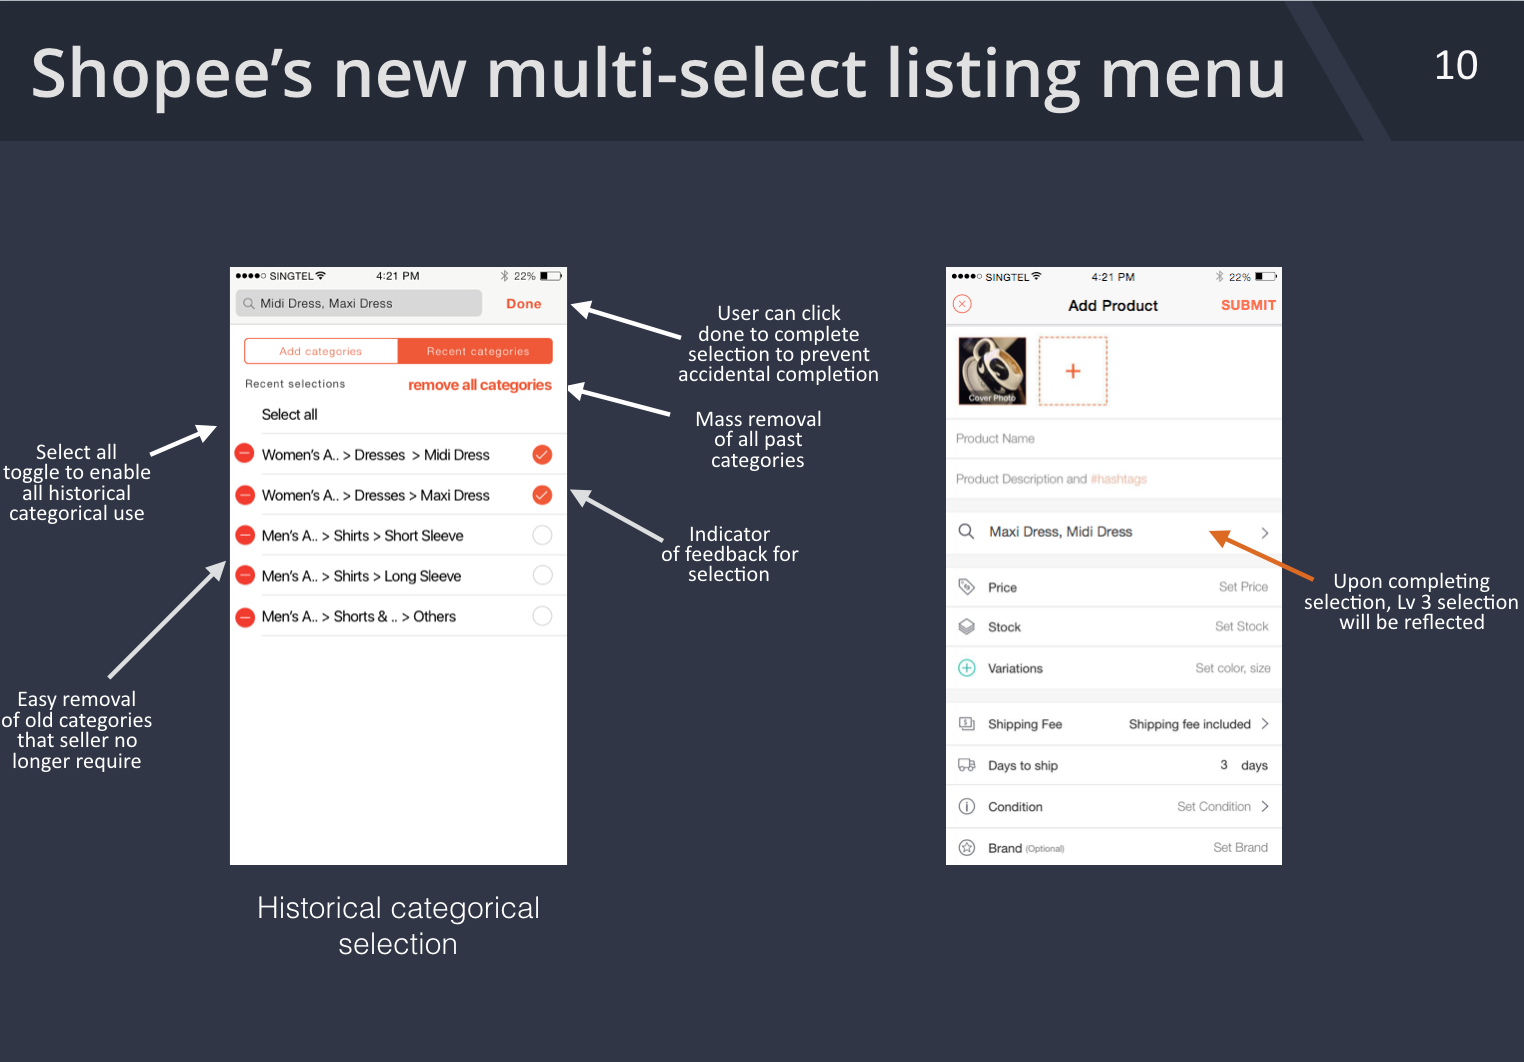 Shopee’s new multi-select listing menu
10
SINGTEL 4:21 PM 22%
Midi Dress, Maxi Dress Done
Add categories Recent categories
Recent selections remove all categories
Select all
Women's A.. > Dresses > Midi Dress
Women's A.. > Dresses > Maxi Dress
Men's A.. > Shirts > Short Sleeve
Men's A.. > Shirts > Long Sleeve
Men's A.. > Shorts & .. > Others
Select all
toggle to enable
all historical
categorical use
Easy removal
of old categories
that seller no
longer require
User can click
done to complete
selection to prevent
accidental completion
Mass removal
of all past
categories
Indicator
of feedback for
selection
Historical categorical
selection
SINGTEL 4:21 PM 22%
Add Product SUBMIT
Cover Photo
Product Name
Product Description and #hashtags
Maxi Dress, Midi Dress
Price Set Price
Stock Set Stock
Variations Set color, size
Shipping Fee Shipping fee included
Days to ship 3 days
Condition Set Condition
Brand (Optional) Set Brand
Upon completing
selection, Lv 3 selection
will be reflected